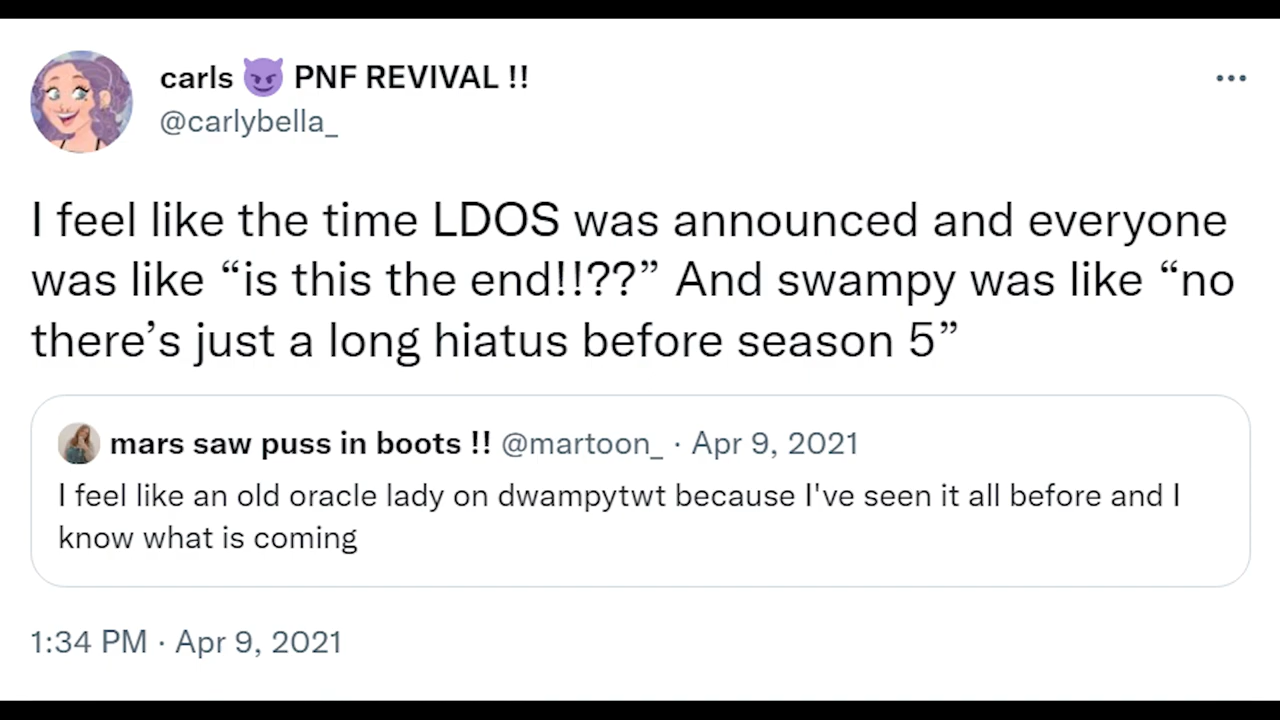 carls 😈 PNF REVIVAL !!
@carlybella_
I feel like the time LDOS was announced and everyone
was like “is this the end!!??” And swampy was like “no
there’s just a long hiatus before season 5”
mars saw puss in boots !! @martoon_ · Apr 9, 2021
I feel like an old oracle lady on dwampytwt because I've seen it all before and I
know what is coming
1:34 PM · Apr 9, 2021